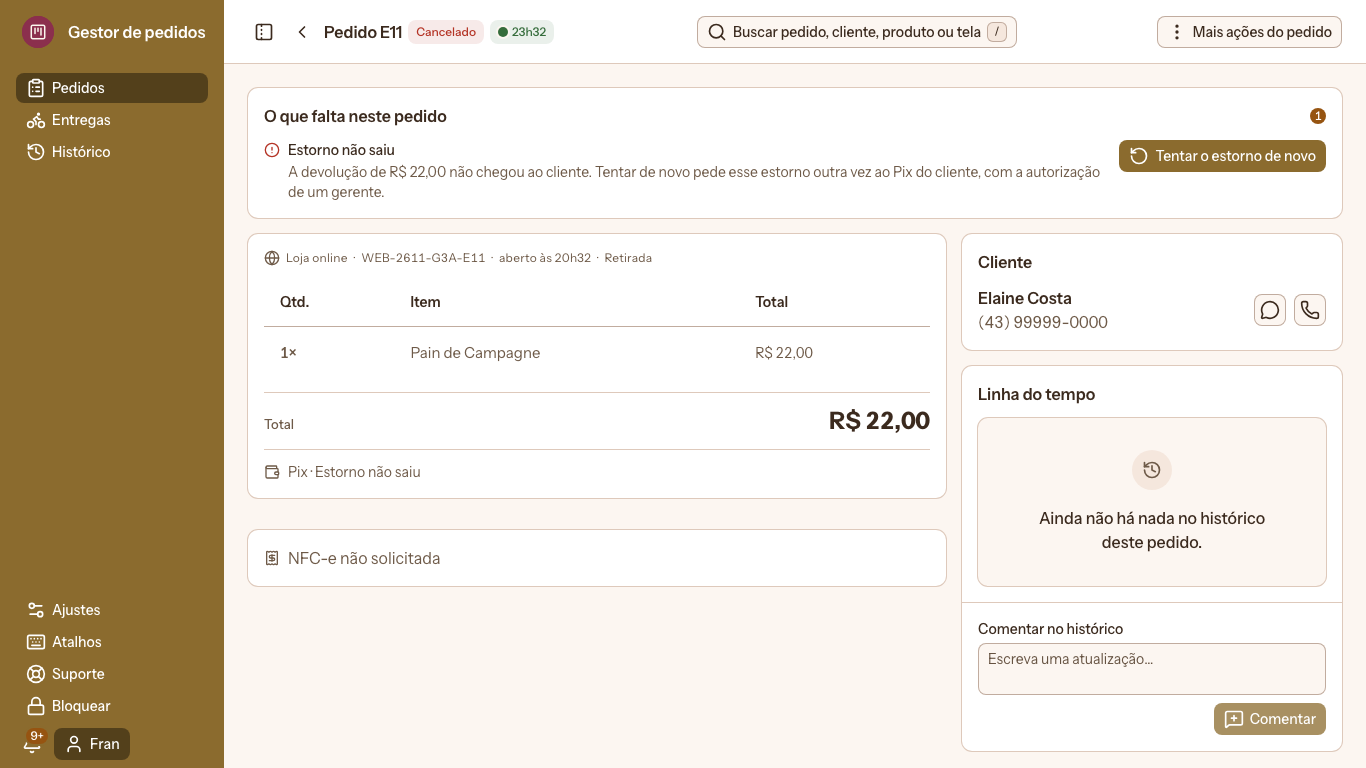 Gestor de pedidos
Pedidos
Entregas
Histórico
Ajustes
Atalhos
Suporte
Bloquear
9+
Fran
Pedido E11
Cancelado
23h32
Buscar pedido, cliente, produto ou tela /
Mais ações do pedido
O que falta neste pedido
1
Estorno não saiu
A devolução de R$ 22,00 não chegou ao cliente. Tentar de novo pede esse estorno outra vez ao Pix do cliente, com a autorização
de um gerente.
Tentar o estorno de novo
Loja online · WEB-2611-G3A-E11 · aberto às 20h32 · Retirada
Qtd. Item Total
1× Pain de Campagne R$ 22,00
Total R$ 22,00
Pix · Estorno não saiu
NFC-e não solicitada
Cliente
Elaine Costa
(43) 99999-0000
Linha do tempo
Ainda não há nada no histórico
deste pedido.
Comentar no histórico
Escreva uma atualização...
Comentar